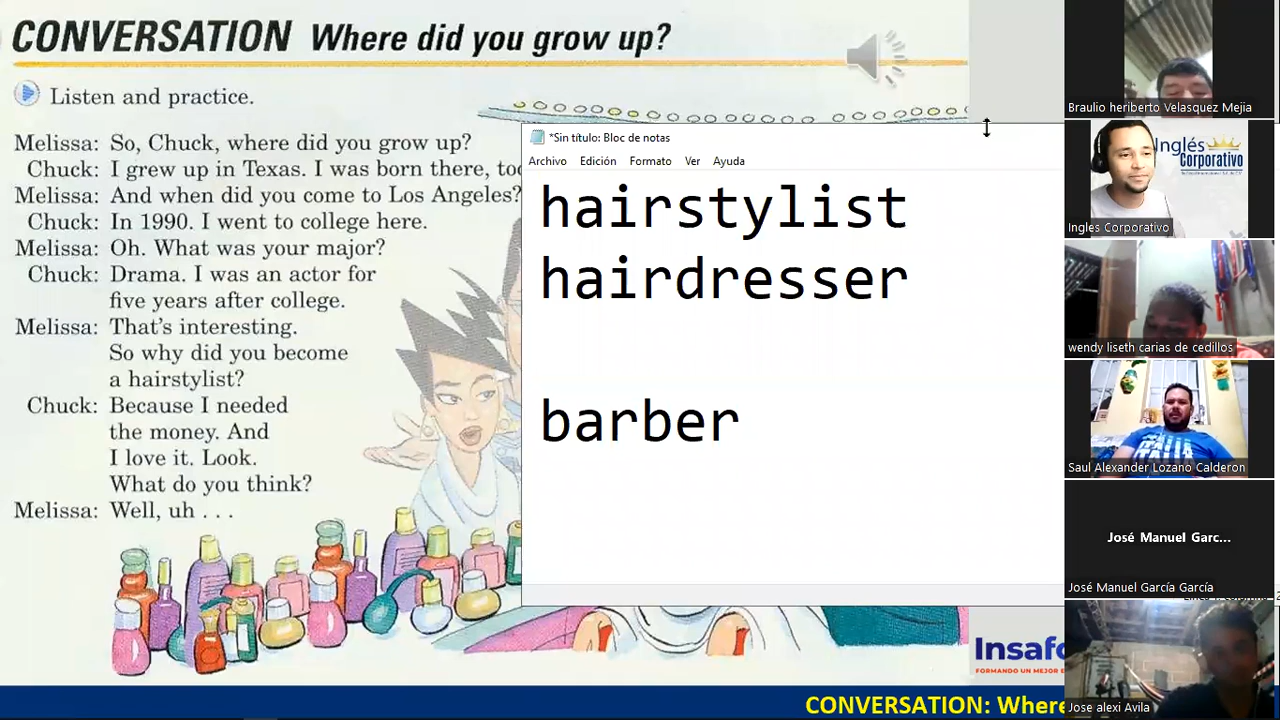 CONVERSATION Where did you grow up?
Listen and practice.
Melissa: So, Chuck, where did you grow up?
Chuck: I grew up in Texas. I was born there, too
Melissa: And when did you come to Los Angeles?
Chuck: In 1990. I went to college here.
Melissa: Oh. What was your major?
Chuck: Drama. I was an actor for
five years after college.
Melissa: That's interesting.
So why did you become
a hairstylist?
Chuck: Because I needed
the money. And
I love it. Look.
What do you think?
Melissa: Well, uh . . .
*Sin título: Bloc de notas
Archivo Edición Formato Ver Ayuda
hairstylist
hairdresser
barber
Insafo
FORMANDO UN MEJOR E
CONVERSATION: Where
Braulio heriberto Velasquez Mejia
Inglés
Corporativo
Ingles Corporativo
wendy liseth carias de cedillos
Saul Alexander Lozano Calderon
José Manuel Garc...
José Manuel García García
Jose alexi Avila